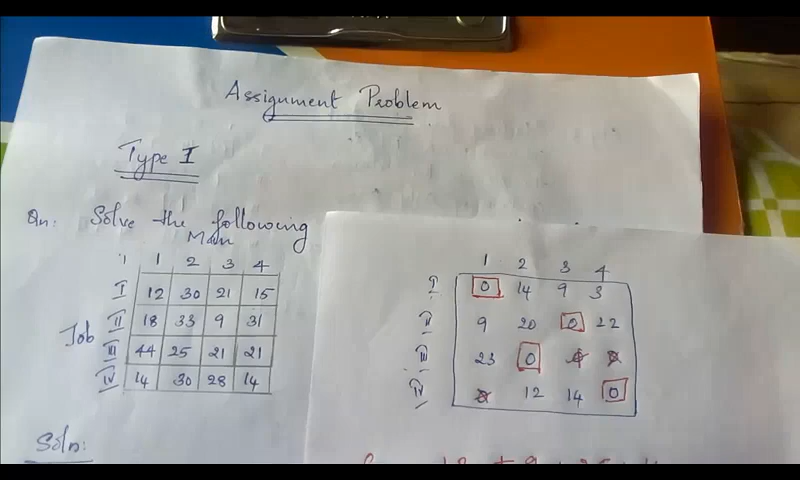 Assignment Problem
Type I
Qn: Solve the following
Man
1 2 3 4
I 12 30 21 15
Job II 18 33 9 31
III 44 25 21 21
IV 14 30 28 14
Soln:
1 2 3 4
I 0 14 9 3
II 9 20 0 22
III 23 0
IV 0 12 14 0